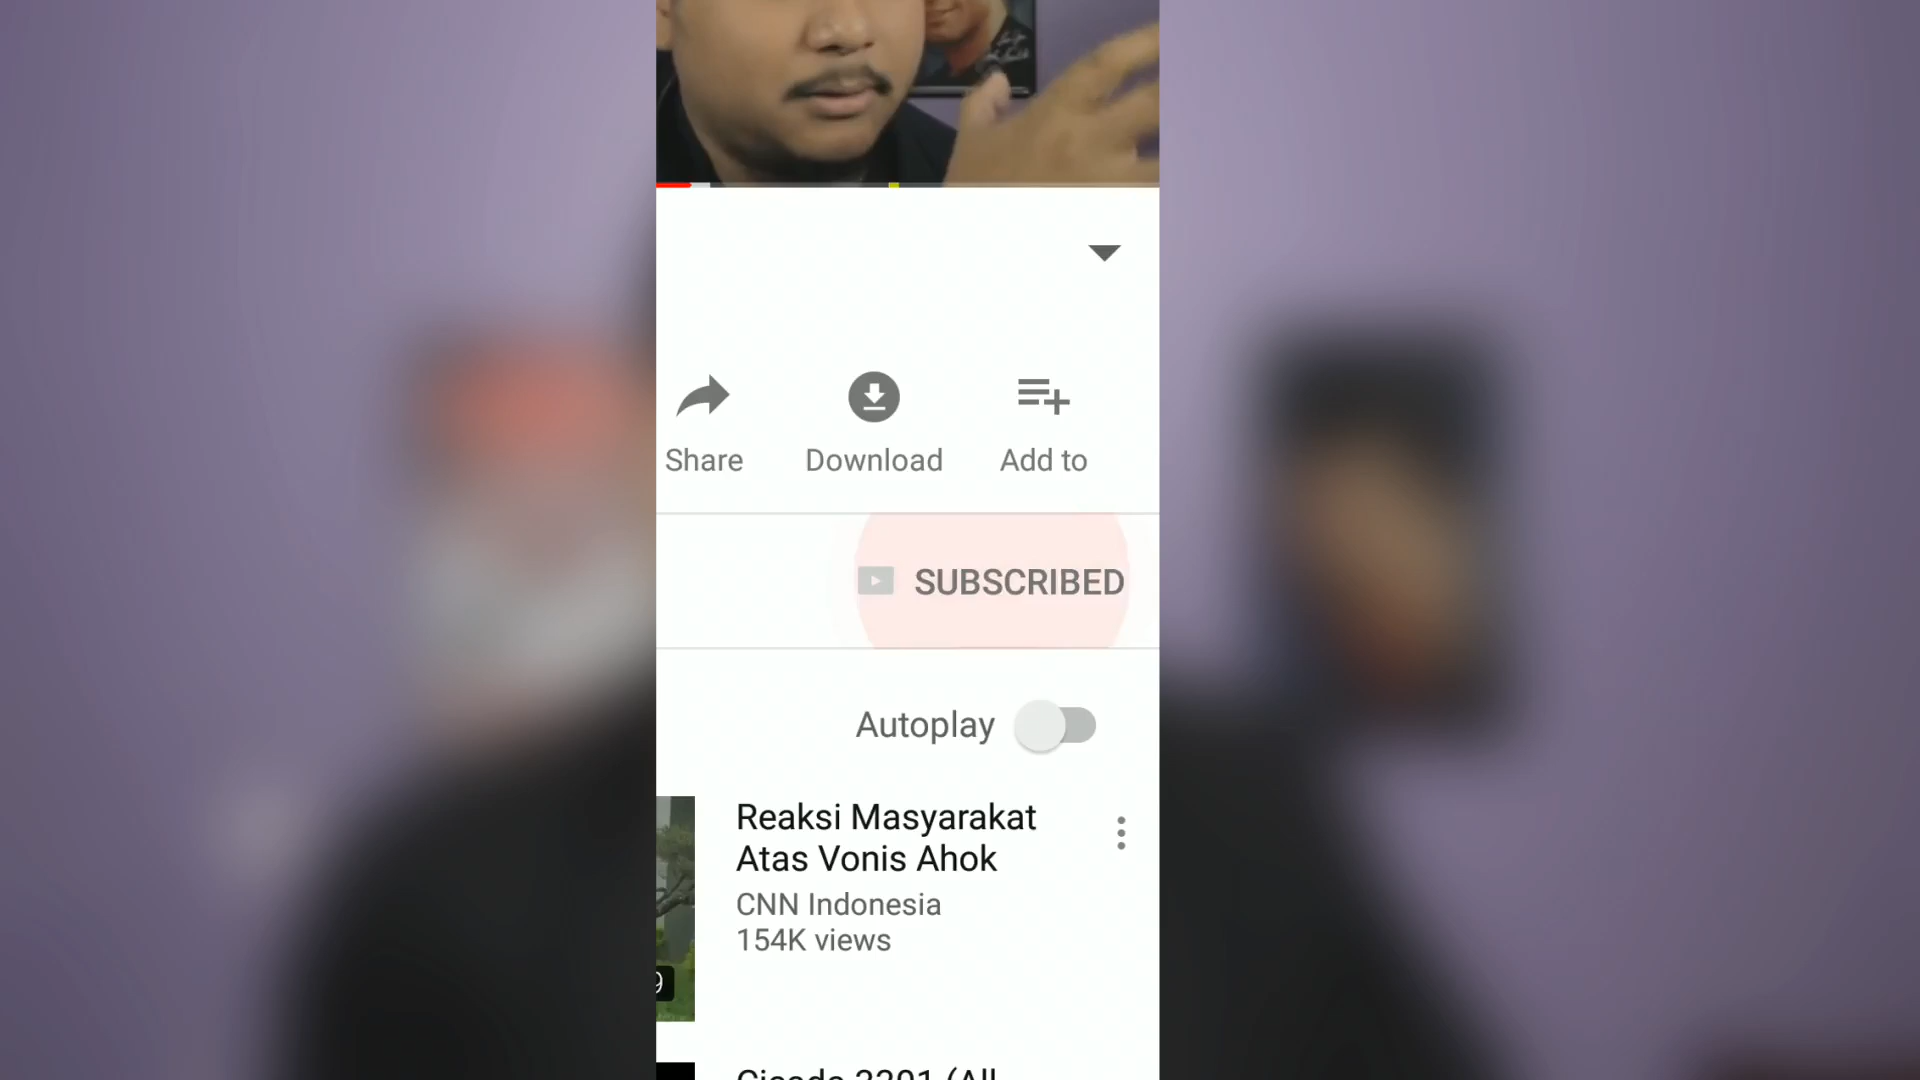 Share
Download
Add to
SUBSCRIBED
Autoplay
Reaksi Masyarakat
Atas Vonis Ahok
CNN Indonesia
154K views